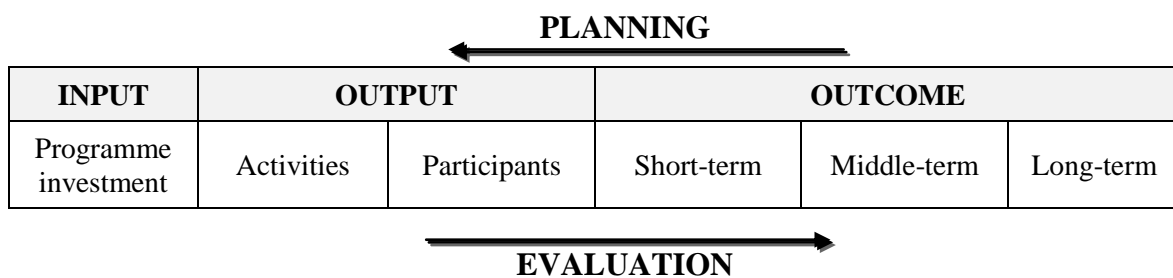 PLANNING
INPUT OUTPUT OUTCOME
Programme investment Activities Participants Short-term Middle-term Long-term
EVALUATION